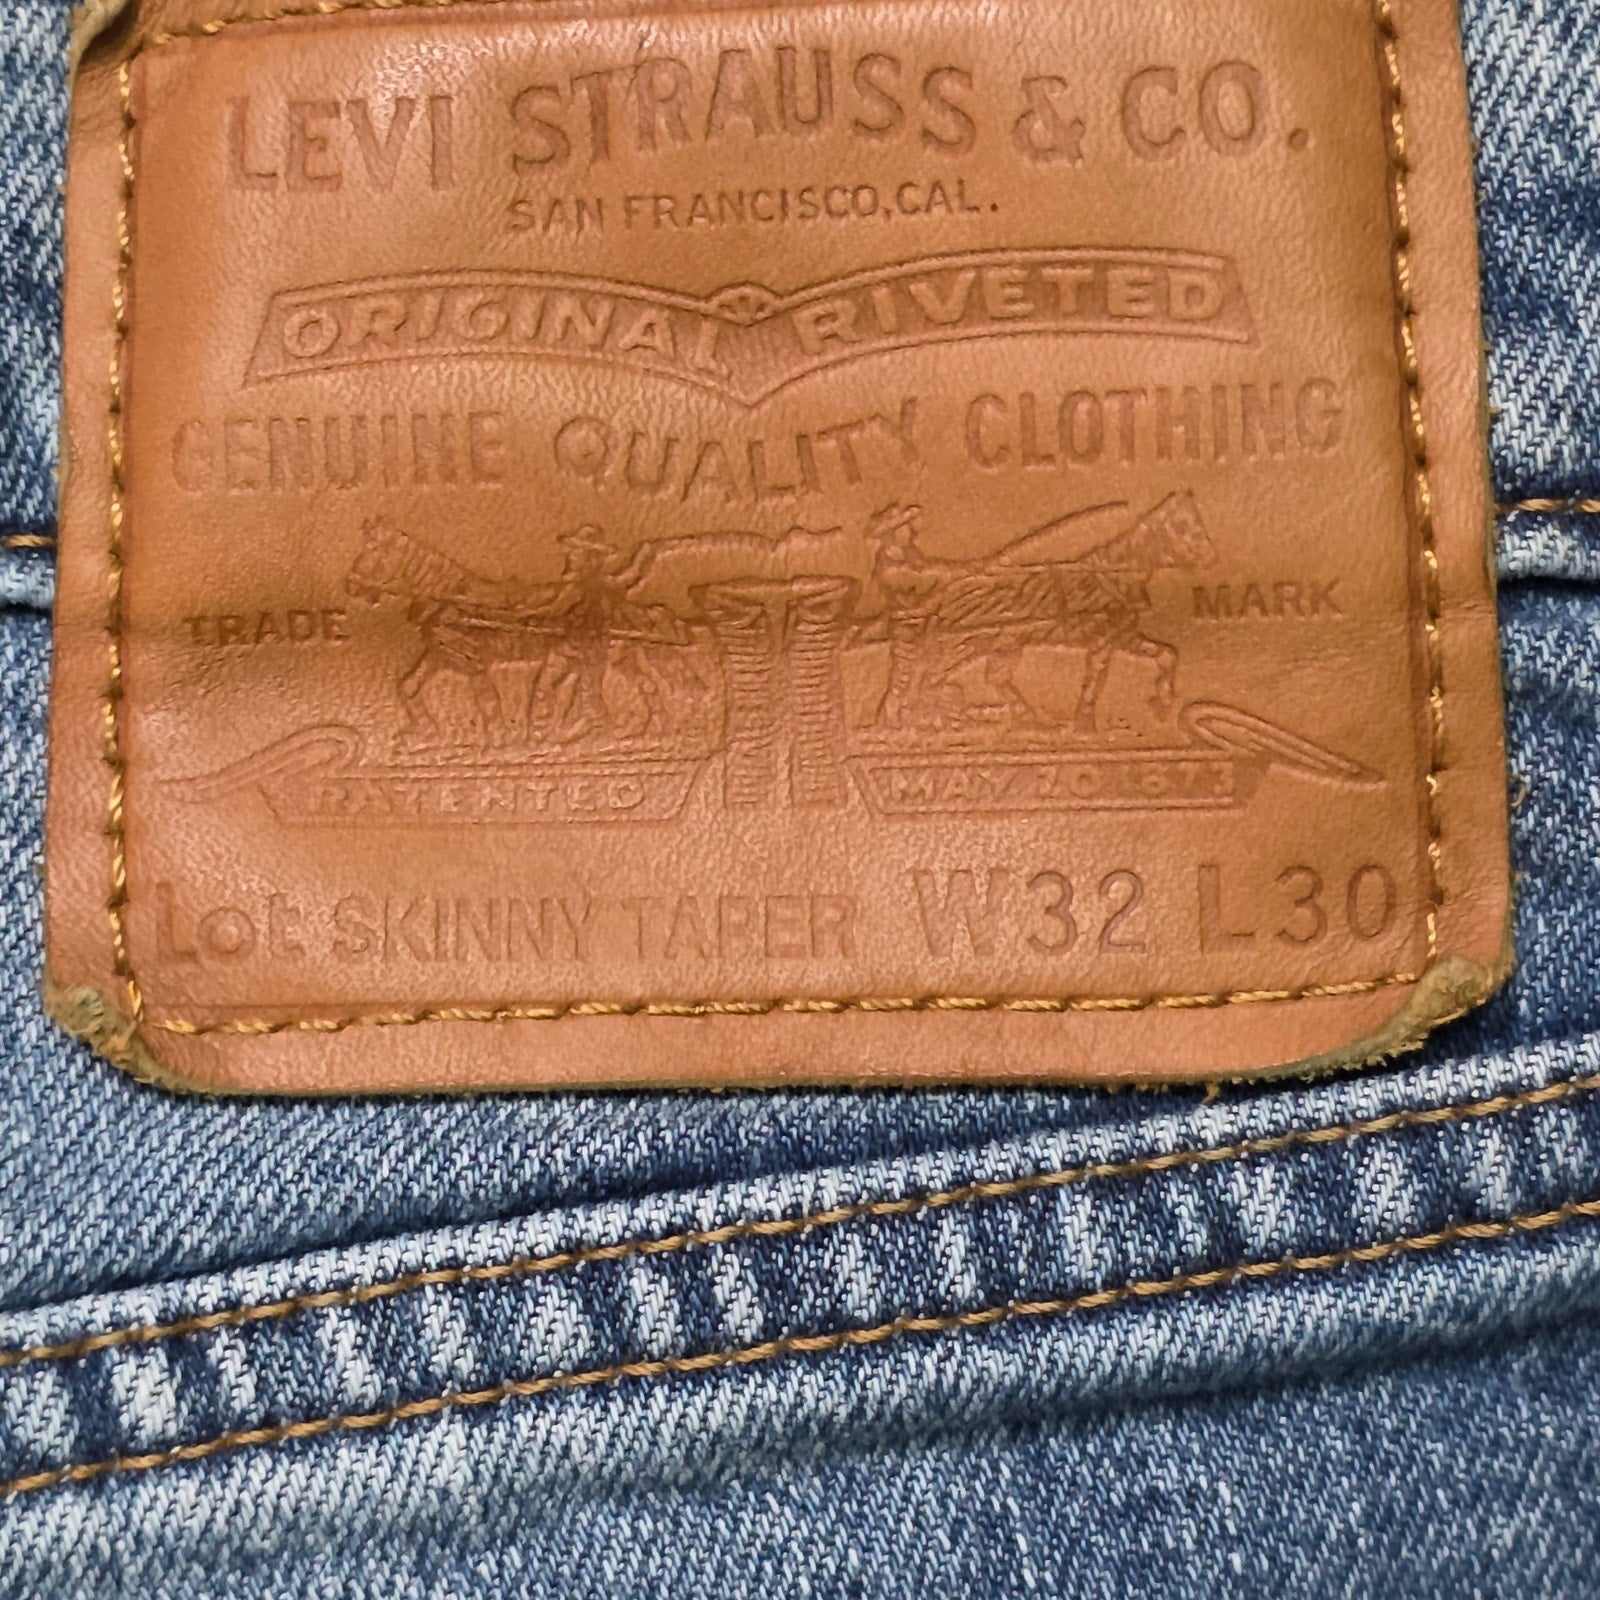 LEVI STRAUSS & CO.
SAN FRANCISCO, CAL.
ORIGINAL RIVETED
GENUINE QUALITY CLOTHING
TRADE MARK
PATENTED MAY 20 1873
Lot SKINNY TAPER W32 L30